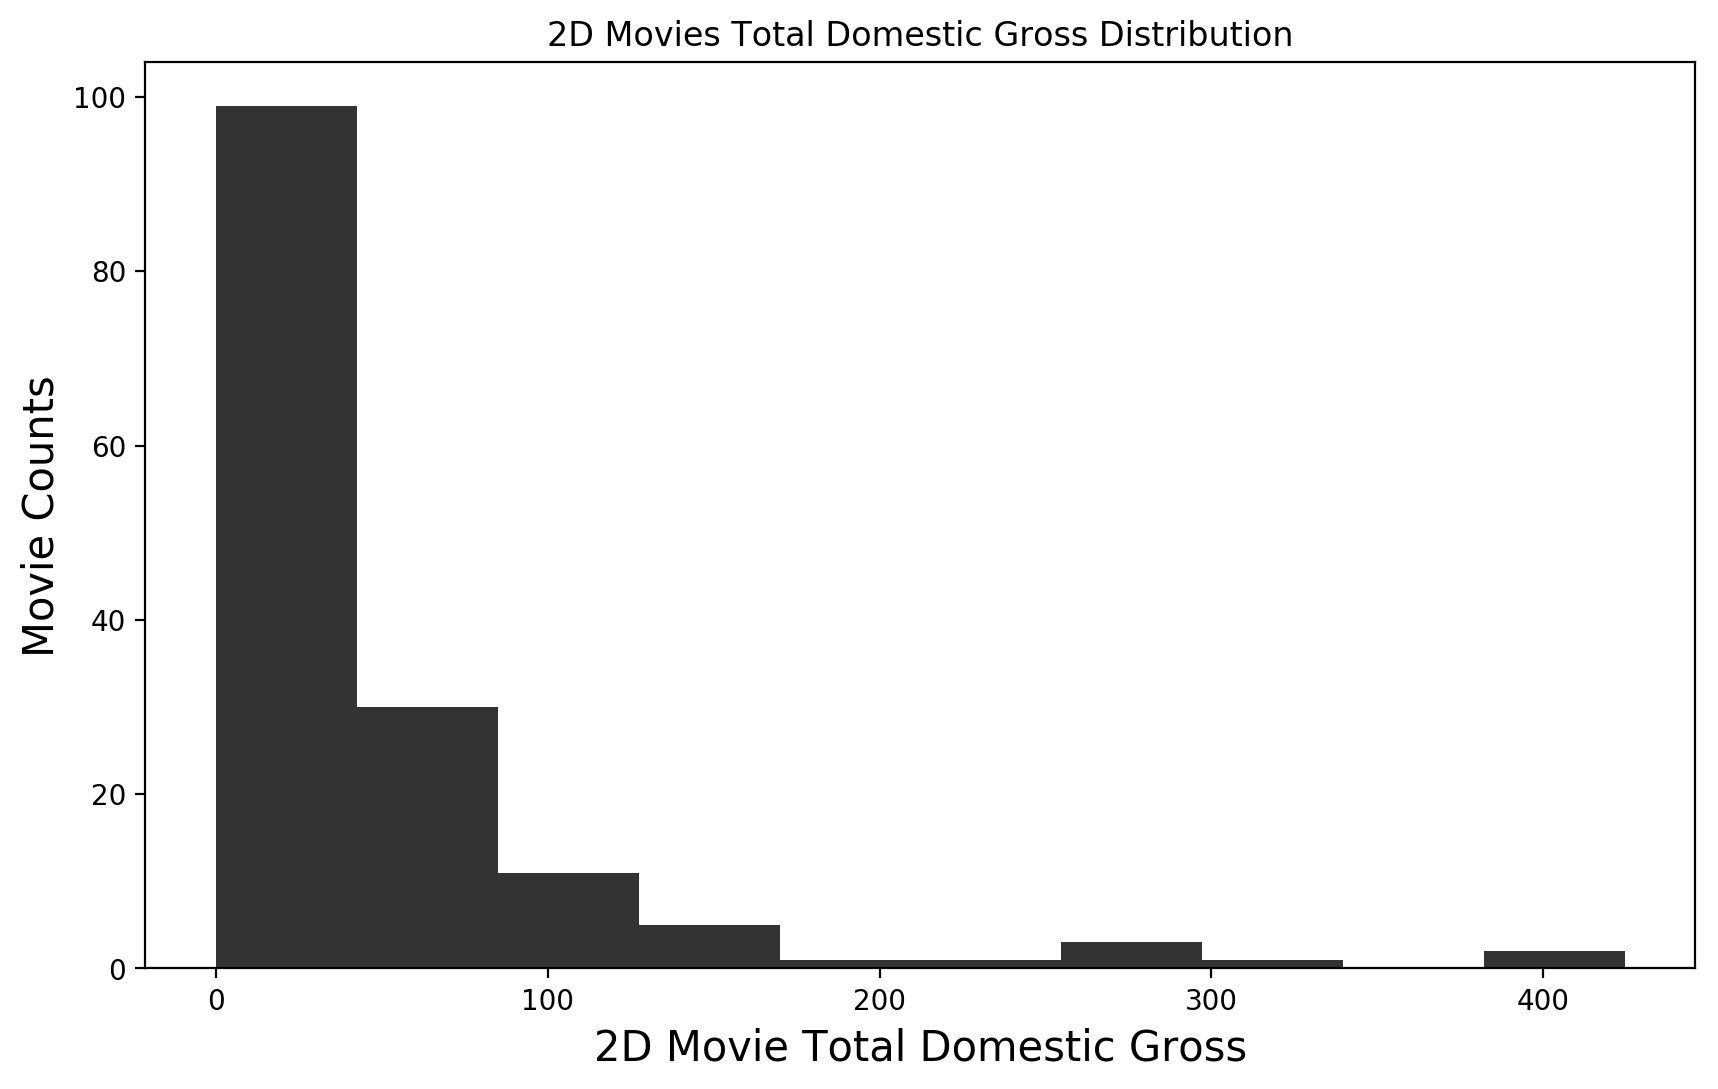 2D Movies Total Domestic Gross Distribution
100
80
60
40
20
0
Movie Counts
0 100 200 300 400
2D Movie Total Domestic Gross